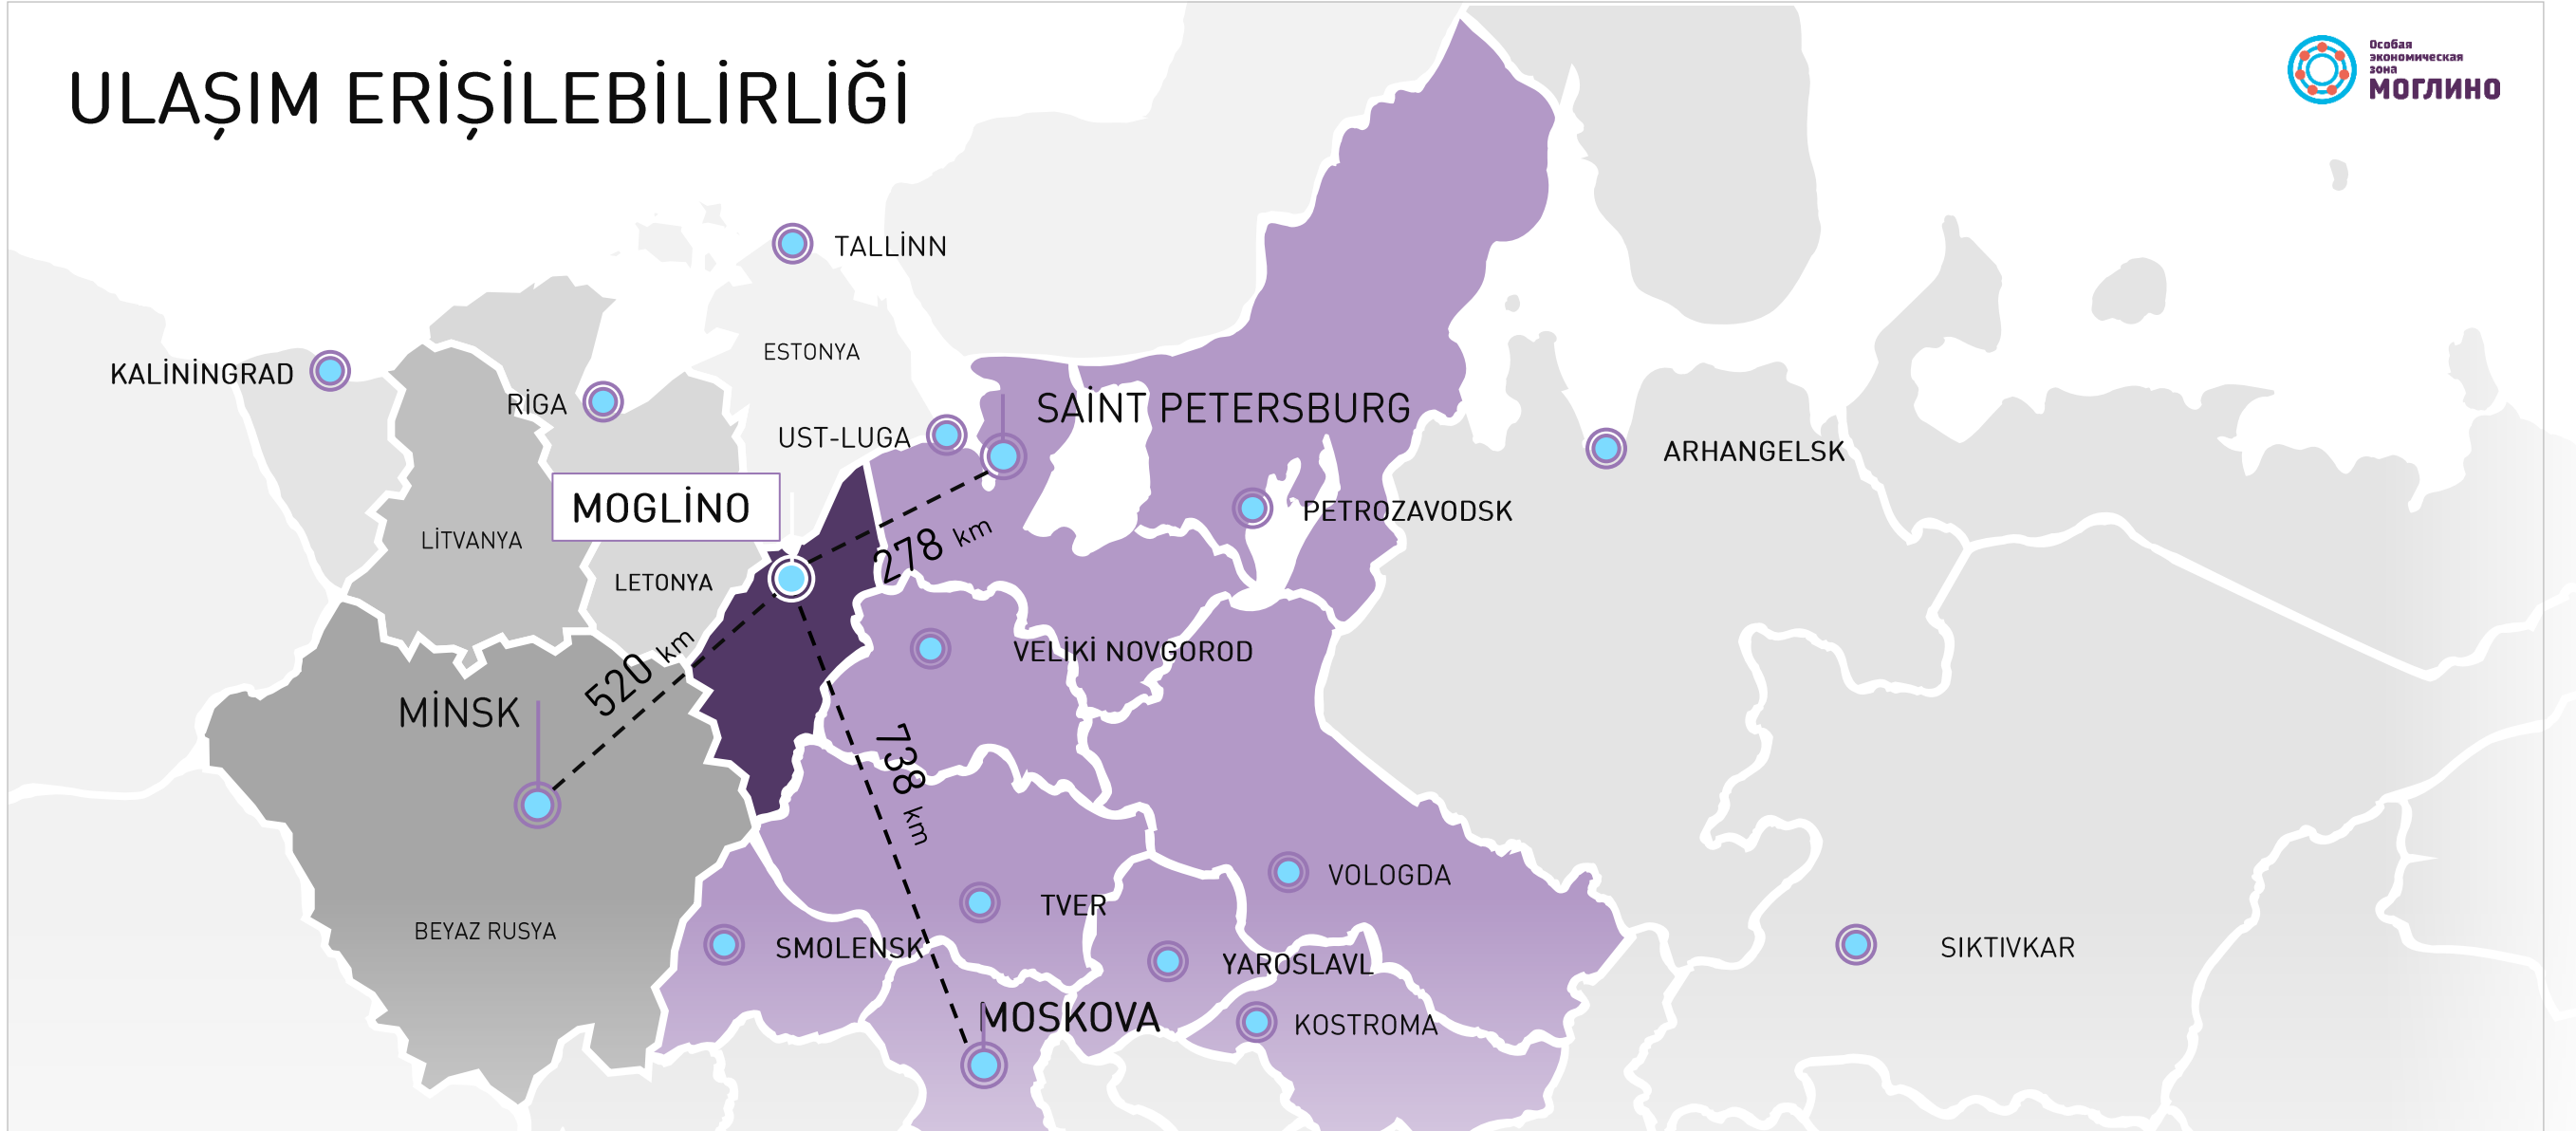 ULAŞIM ERİŞİLEBİLİRLİĞİ
Особая
экономическая
зона
МОГЛИНО
TALLİNN
ESTONYA
KALİNİNGRAD
RİGA
SAİNT PETERSBURG
UST-LUGA
ARHANGELSK
MOGLİNO
PETROZAVODSK
LİTVANYA
278 km
LETONYA
VELİKİ NOVGOROD
520 km
MİNSK
738 km
VOLOGDA
TVER
BEYAZ RUSYA
SMOLENSK
SIKTIVKAR
YAROSLAVL
MOSKOVA
KOSTROMA